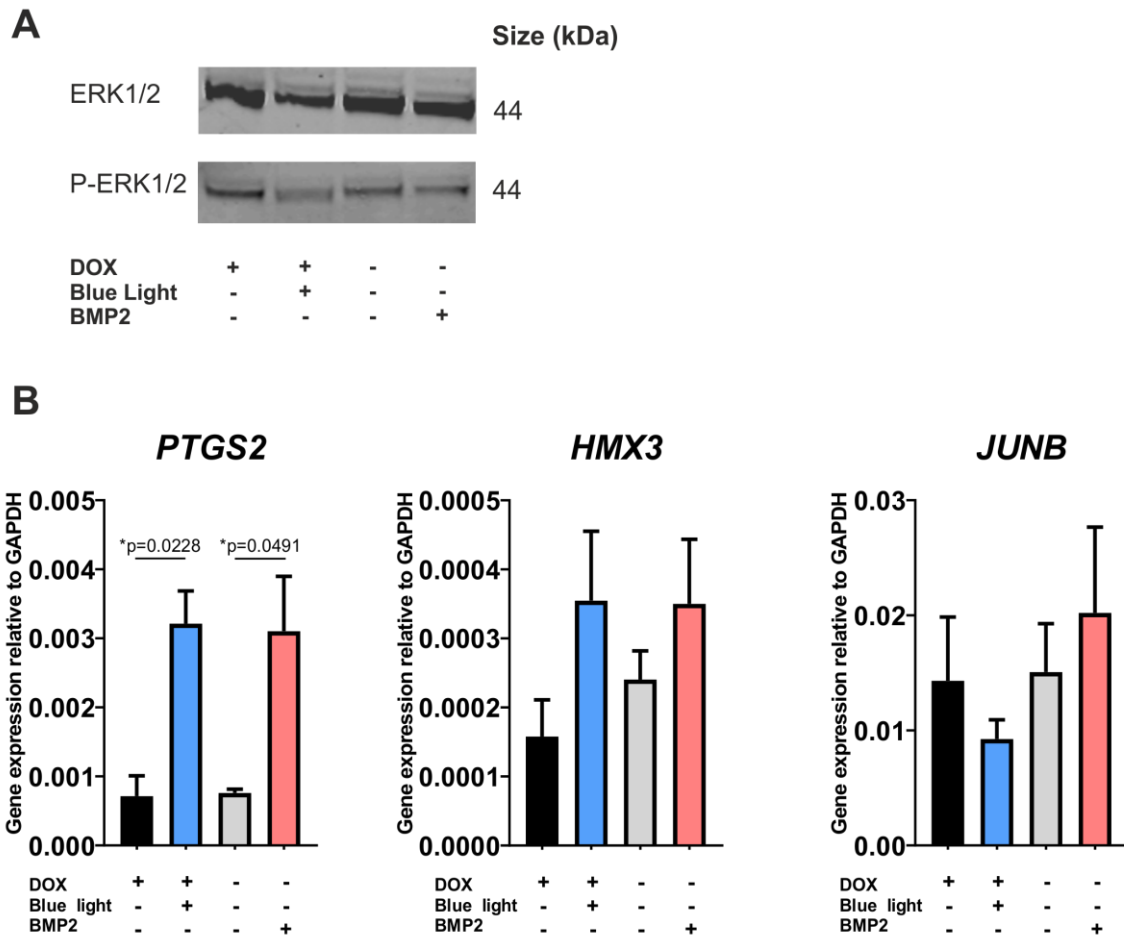 A
Size (kDa)
ERK1/2
44
P-ERK1/2
44
DOX + + - -
Blue Light - + - -
BMP2 - - - +
B
PTGS2
Gene expression relative to GAPDH
0.005
0.004
0.003
0.002
0.001
0.000
*p=0.0228 *p=0.0491
DOX + + - -
Blue light - + - -
BMP2 - - - +
HMX3
Gene expression relative to GAPDH
0.0005
0.0004
0.0003
0.0002
0.0001
0.0000
DOX + + - -
Blue light - + - -
BMP2 - - - +
JUNB
Gene expression relative to GAPDH
0.03
0.02
0.01
0.00
DOX + + - -
Blue light - + - -
BMP2 - - - +